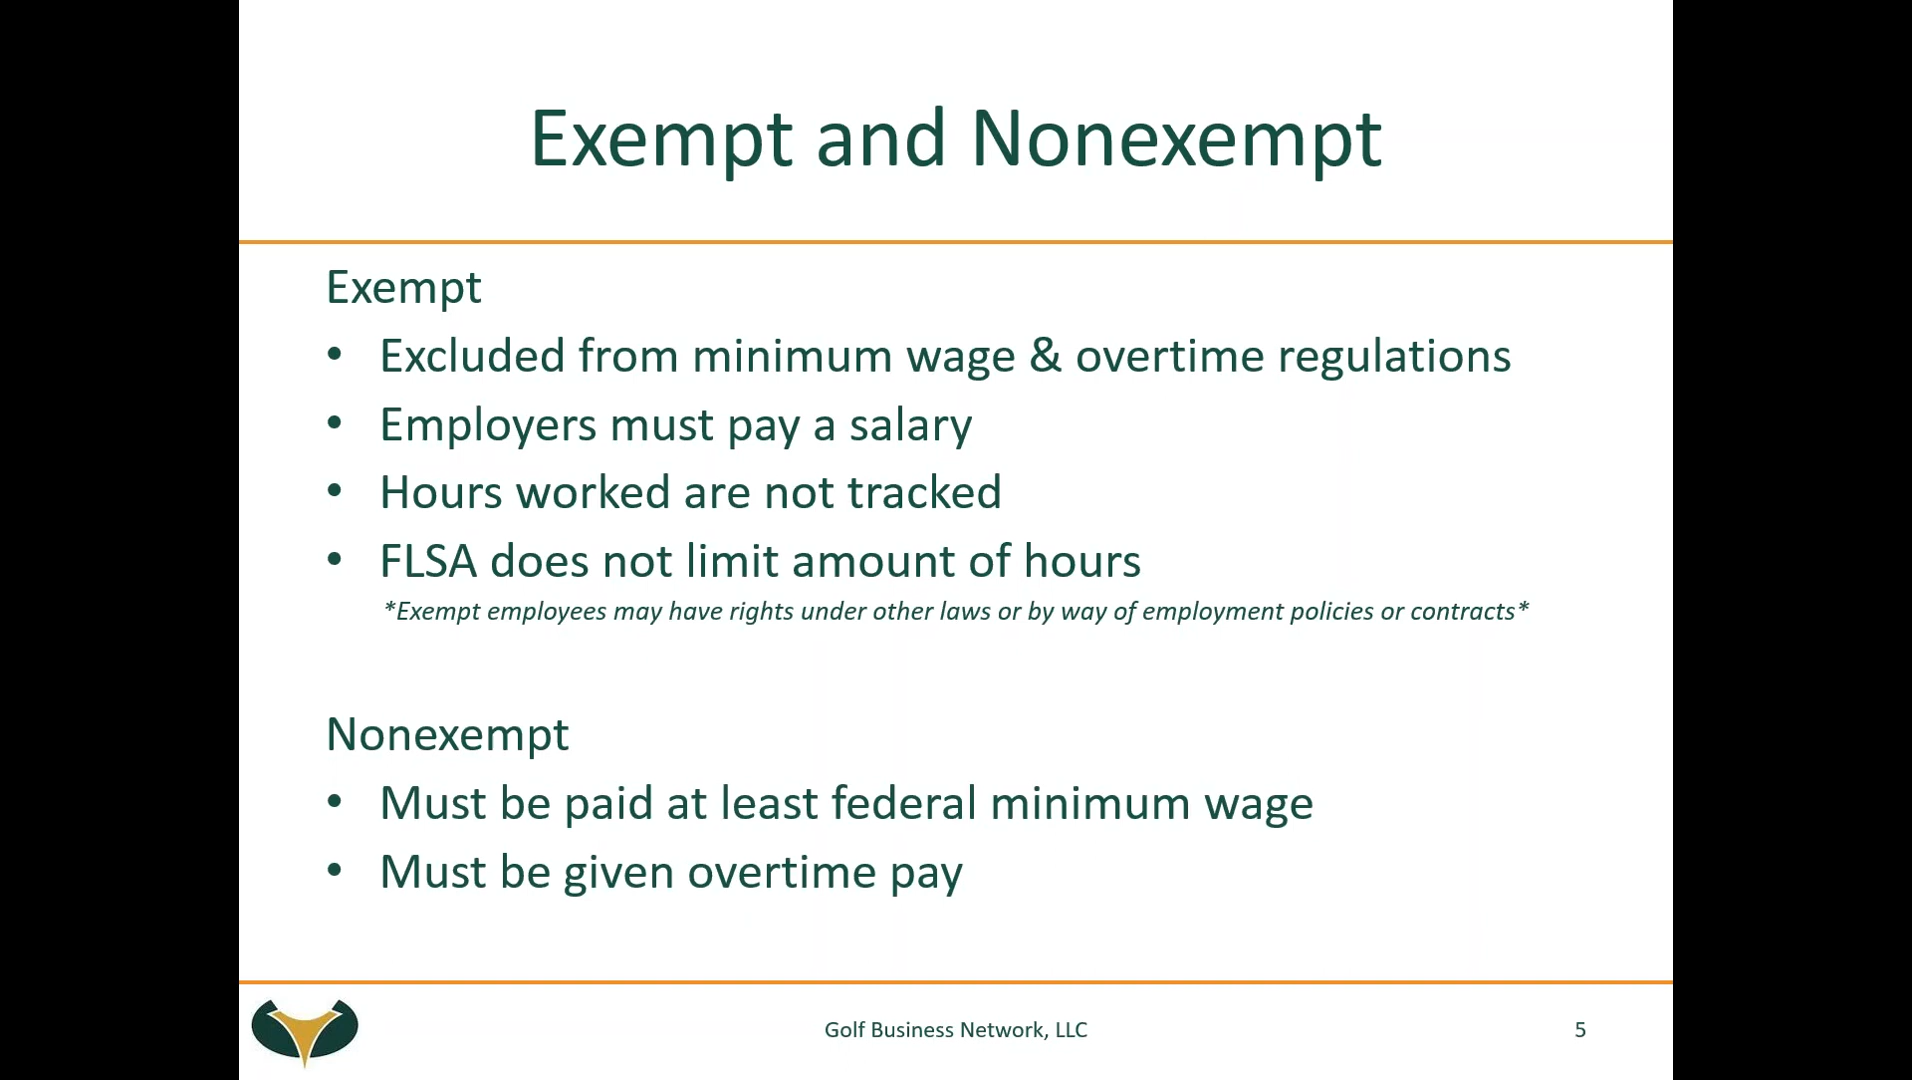 Exempt and Nonexempt
Exempt
• Excluded from minimum wage & overtime regulations
• Employers must pay a salary
• Hours worked are not tracked
• FLSA does not limit amount of hours
*Exempt employees may have rights under other laws or by way of employment policies or contracts*
Nonexempt
• Must be paid at least federal minimum wage
• Must be given overtime pay
Golf Business Network, LLC
5